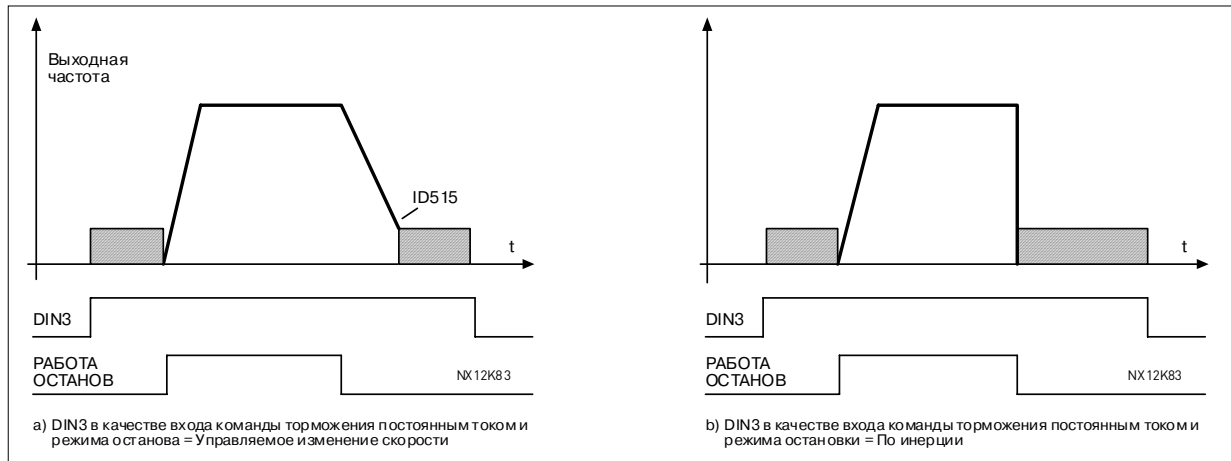 Выходная
частота
ID515
t
DIN3
РАБОТА
ОСТАНОВ
NX12K83
a) DIN3 в качестве входа команды торможения постоянным током и
режима останова = Управляемое изменение скорости
t
DIN3
РАБОТА
ОСТАНОВ
NX12K83
b) DIN3 в качестве входа команды торможения постоянным током и
режима остановки = По инерции